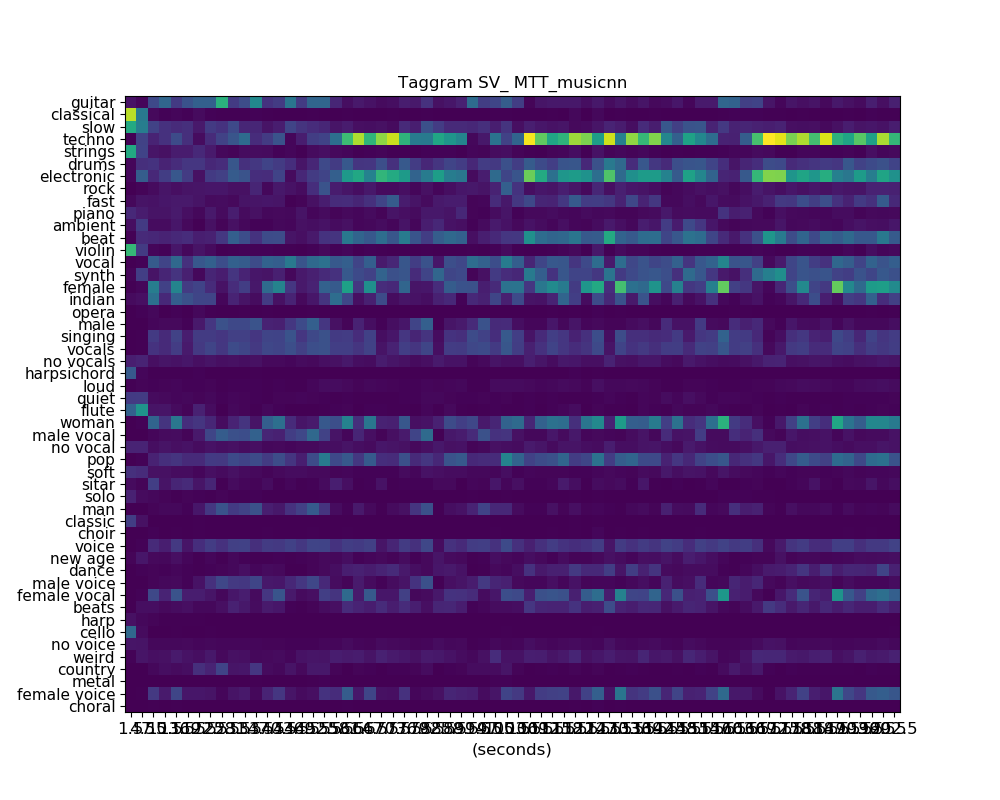 Taggram SV_ MTT_musicnn
guitar
classical
slow
techno
strings
drums
electronic
rock
fast
piano
ambient
beat
violin
vocal
synth
female
indian
opera
male
singing
vocals
no vocals
harpsichord
loud
quiet
flute
woman
male vocal
no vocal
pop
soft
sitar
solo
man
classic
choir
voice
new age
dance
male voice
female vocal
beats
harp
cello
no voice
weird
country
metal
female voice
choral
(seconds)